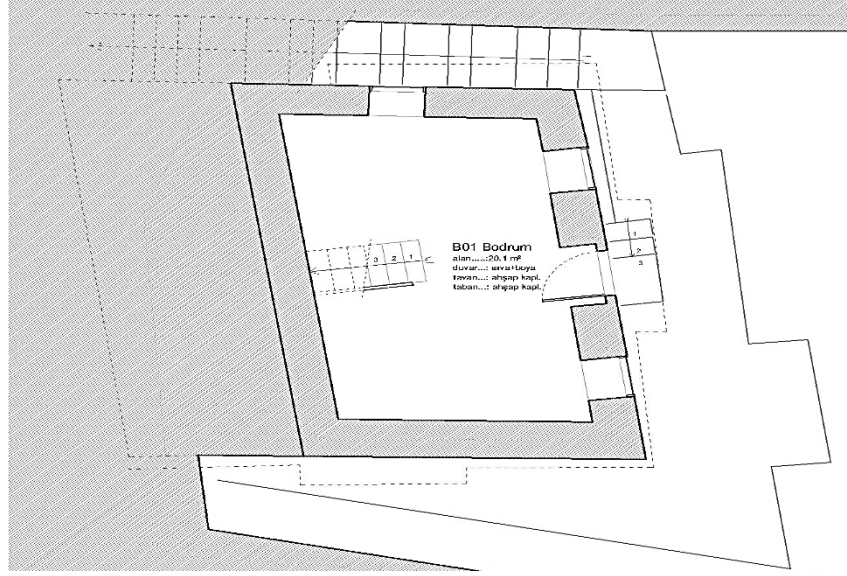 B01 Bodrum
alan.....:20.1 m²
duvar...: sıva+boya
tavan...: ahşap kapl.
taban...: ahşap kapl.
3 2 1
1
2
3